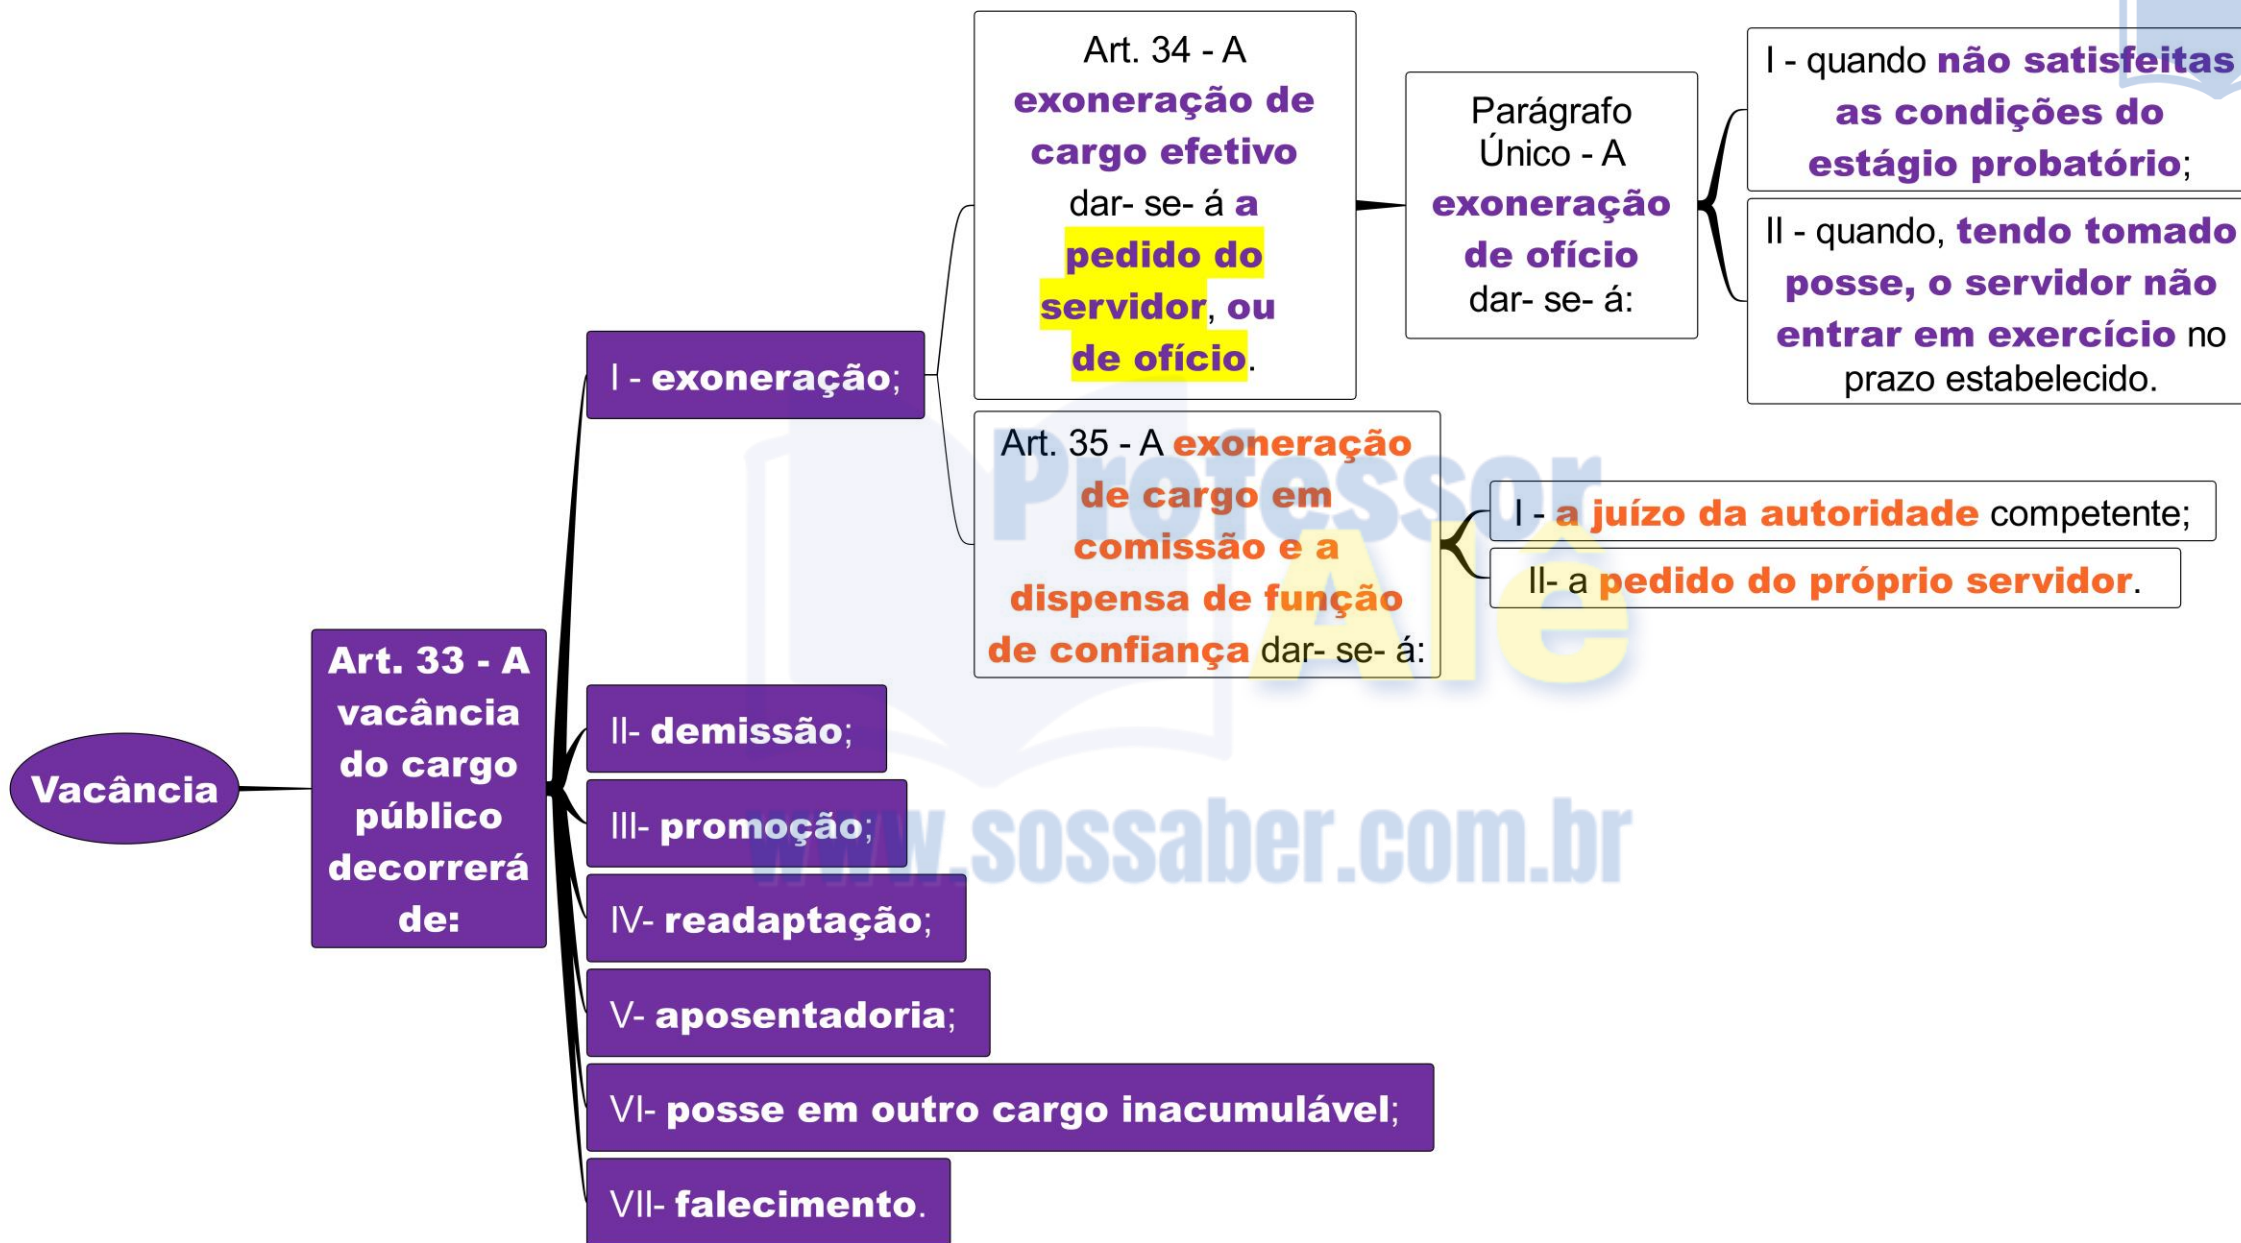 Vacância
Art. 33 - A
vacância
do cargo
público
decorrerá
de:
I - exoneração;
Art. 34 - A
exoneração de
cargo efetivo
dar- se- á a
pedido do
servidor, ou
de ofício.
Parágrafo
Único - A
exoneração
de ofício
dar- se- á:
I - quando não satisfeitas
as condições do
estágio probatório;
II - quando, tendo tomado
posse, o servidor não
entrar em exercício no
prazo estabelecido.
Art. 35 - A exoneração
de cargo em
comissão e a
dispensa de função
de confiança dar- se- á:
I - a juízo da autoridade competente;
II- a pedido do próprio servidor.
II- demissão;
III- promoção;
IV- readaptação;
V- aposentadoria;
VI- posse em outro cargo inacumulável;
VII- falecimento.
Professor
Alê
www.sossaber.com.br